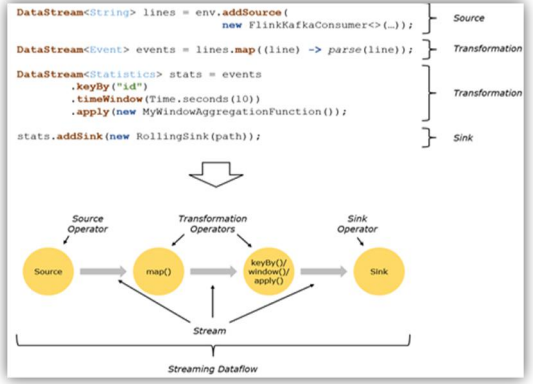 DataStream<String> lines = env.addSource(
new FlinkKafkaConsumer<>(…));
Source
DataStream<Event> events = lines.map((line) -> parse(line));
Transformation
DataStream<Statistics> stats = events
.keyBy("id")
.timeWindow(Time.seconds(10))
.apply(new MyWindowAggregationFunction());
Transformation
stats.addSink(new RollingSink(path));
Sink
Source
Operator
Transformation
Operators
Sink
Operator
Source
map()
keyBy()/
window()/
apply()
Sink
Stream
Streaming Dataflow